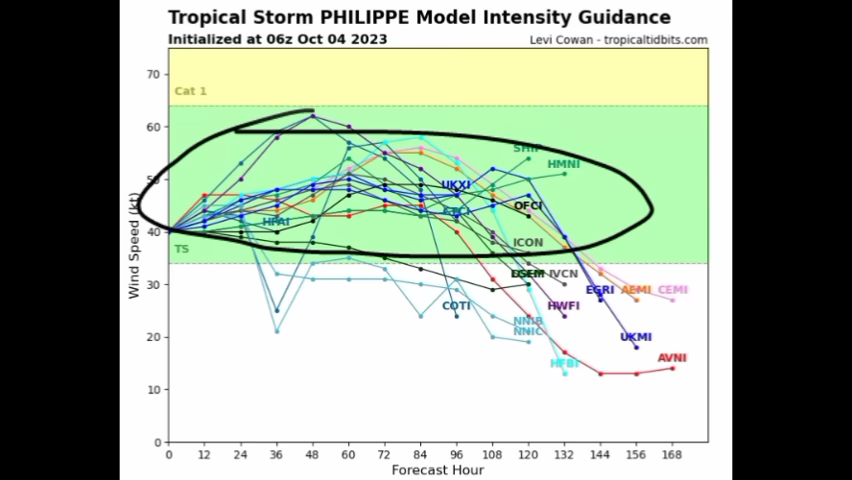 Tropical Storm PHILIPPE Model Intensity Guidance
Initialized at 06z Oct 04 2023
Levi Cowan - tropicaltidbits.com
Wind Speed (kt)
70
60
50
40
30
20
10
0
Cat 1
TS
HMNI
UKXI
OFCI
HPAI
ICON
IVCN
EGRI
AEMI
CEMI
COTI
HWFI
NNIB
NNIC
UKMI
AVNI
HFBI
0 12 24 36 48 60 72 84 96 108 120 132 144 156 168
Forecast Hour